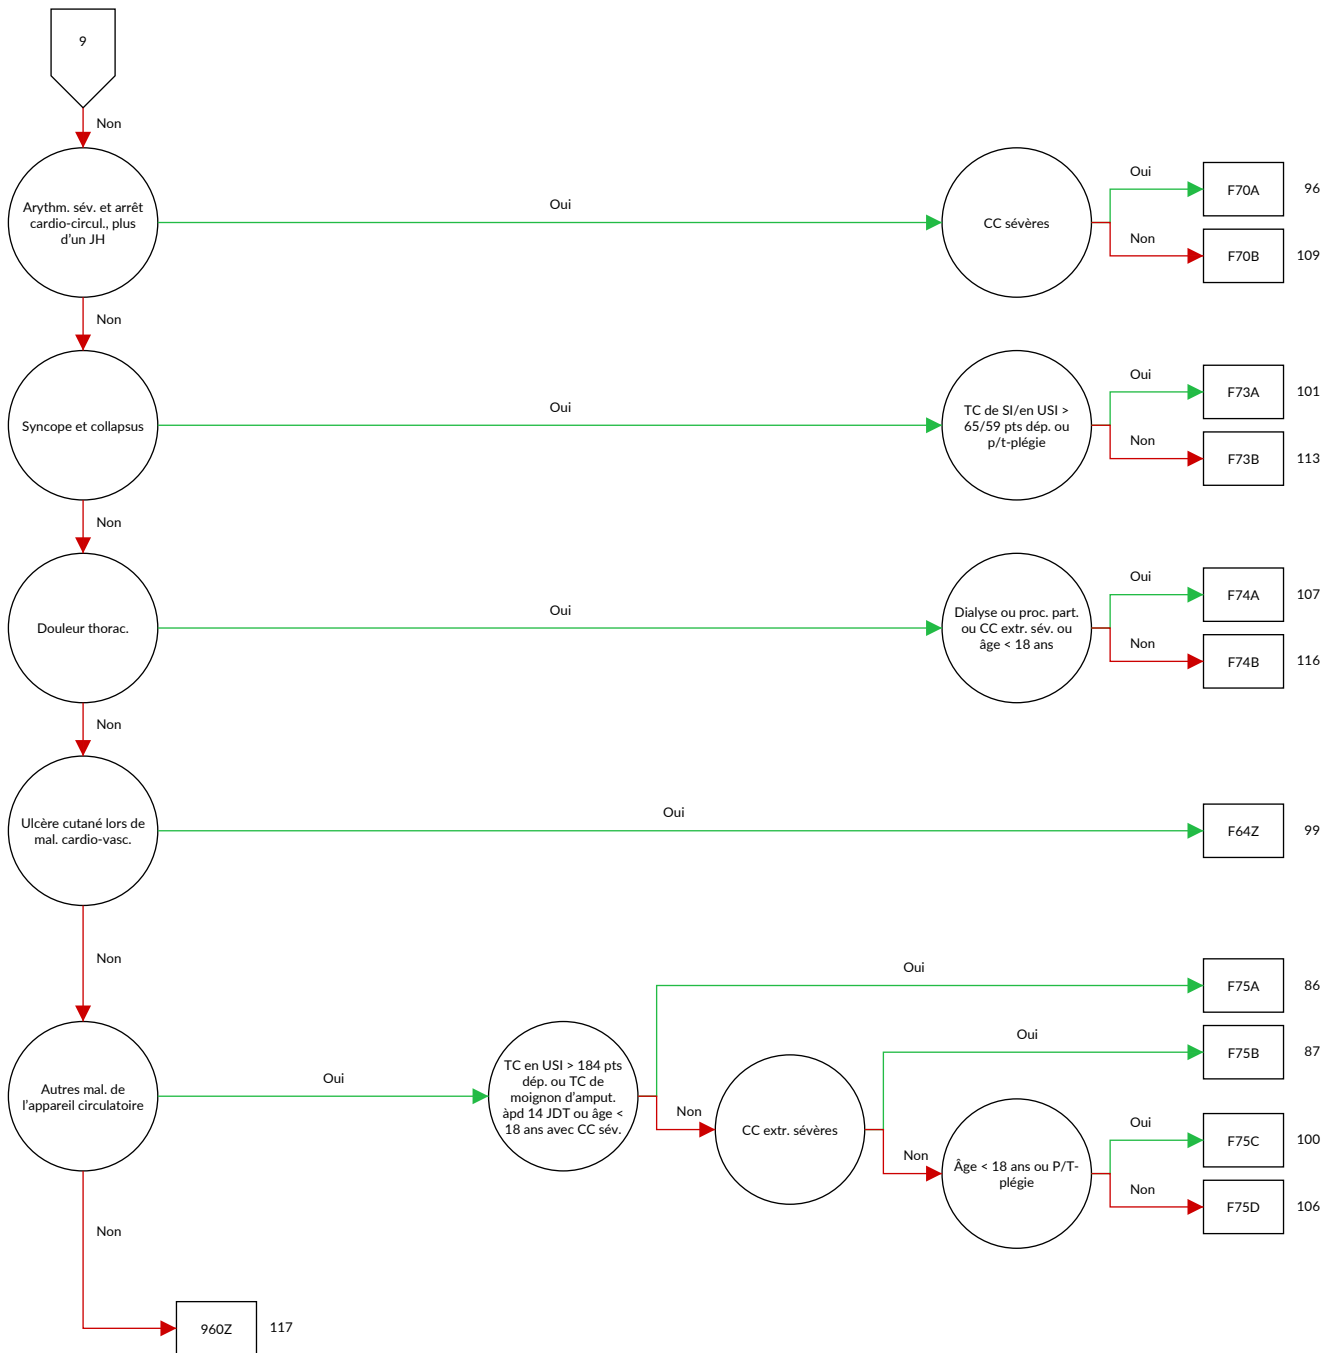 9
Non
Arythm. sév. et arrêt
cardio-circul., plus
d'un JH
Oui
CC sévères
Oui
F70A
96
Non
F70B
109
Non
Syncope et collapsus
Oui
TC de SI/en USI >
65/59 pts dép. ou
p/t-plégie
Oui
F73A
101
Non
F73B
113
Non
Douleur thorac.
Oui
Dialyse ou proc. part.
ou CC extr. sév. ou
âge < 18 ans
Oui
F74A
107
Non
F74B
116
Non
Ulcère cutané lors de
mal. cardio-vasc.
Oui
F64Z
99
Non
Autres mal. de
l'appareil circulatoire
Oui
TC en USI > 184 pts
dép. ou TC de
moignon d'amput.
àpd 14 JDT ou âge <
18 ans avec CC sév.
Oui
F75A
86
Non
CC extr. sévères
Oui
F75B
87
Non
Âge < 18 ans ou P/T-
plégie
Oui
F75C
100
Non
F75D
106
Non
960Z
117